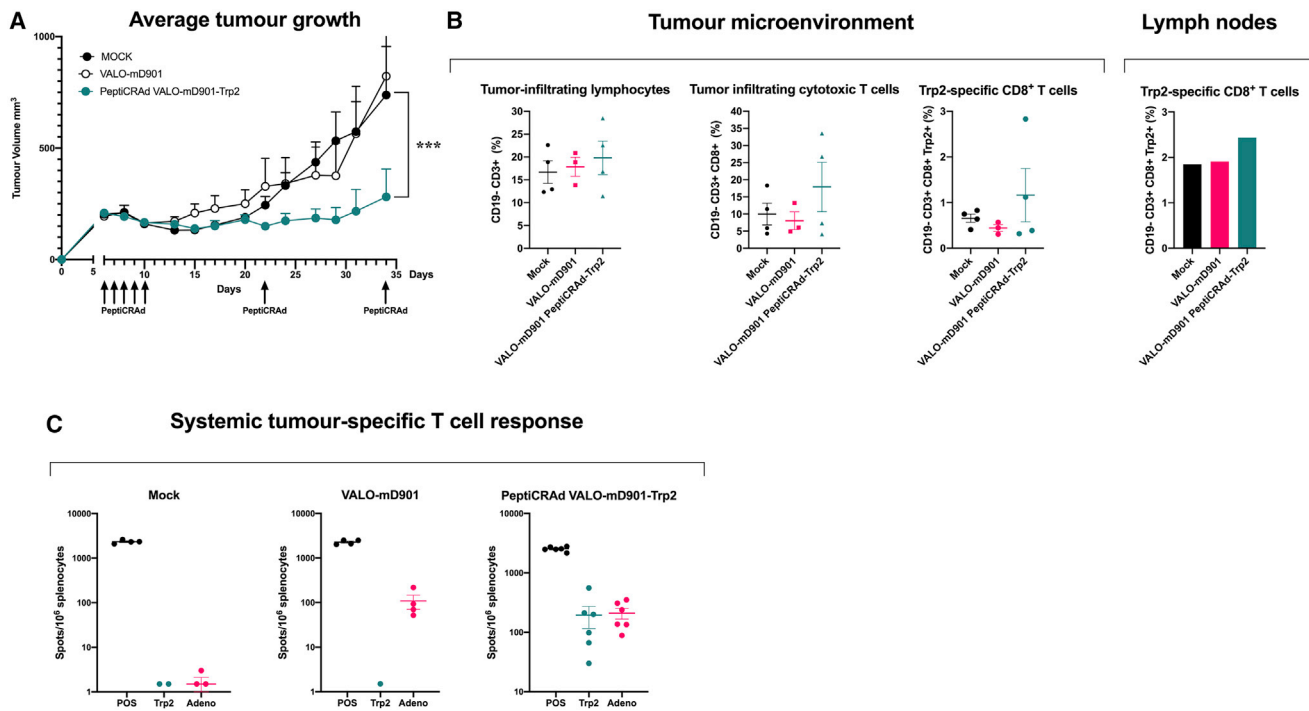 A
Average tumour growth
1000
500
0
Tumour Volume mm³
MOCK
VALO-mD901
PeptiCRAd VALO-mD901-Trp2
***
0 5 10 15 20 25 30 35 Days
Days
PeptiCRAd PeptiCRAd PeptiCRAd
B
Tumour microenvironment
Lymph nodes
Tumor-infiltrating lymphocytes
CD19- CD3+ (%)
30
25
20
15
10
5
0
Mock
VALO-mD901
VALO-mD901 PeptiCRAd-Trp2
Tumor infiltrating cytotoxic T cells
CD19- CD3+ CD8+ (%)
40
35
30
25
20
15
10
5
0
Mock
VALO-mD901
VALO-mD901 PeptiCRAd-Trp2
Trp2-specific CD8⁺ T cells
CD19- CD3+ CD8+ Trp2+ (%)
3
2
1
0
Mock
VALO-mD901
VALO-mD901 PeptiCRAd-Trp2
Trp2-specific CD8⁺ T cells
CD19- CD3+ CD8+ Trp2+ (%)
3
2
1
0
Mock
VALO-mD901
VALO-mD901 PeptiCRAd-Trp2
C
Systemic tumour-specific T cell response
Mock
Spots/10⁶ splenocytes
10000
1000
100
10
1
POS Trp2 Adeno
VALO-mD901
Spots/10⁶ splenocytes
10000
1000
100
10
1
POS Trp2 Adeno
PeptiCRAd VALO-mD901-Trp2
Spots/10⁶ splenocytes
10000
1000
100
10
POS Trp2 Adeno